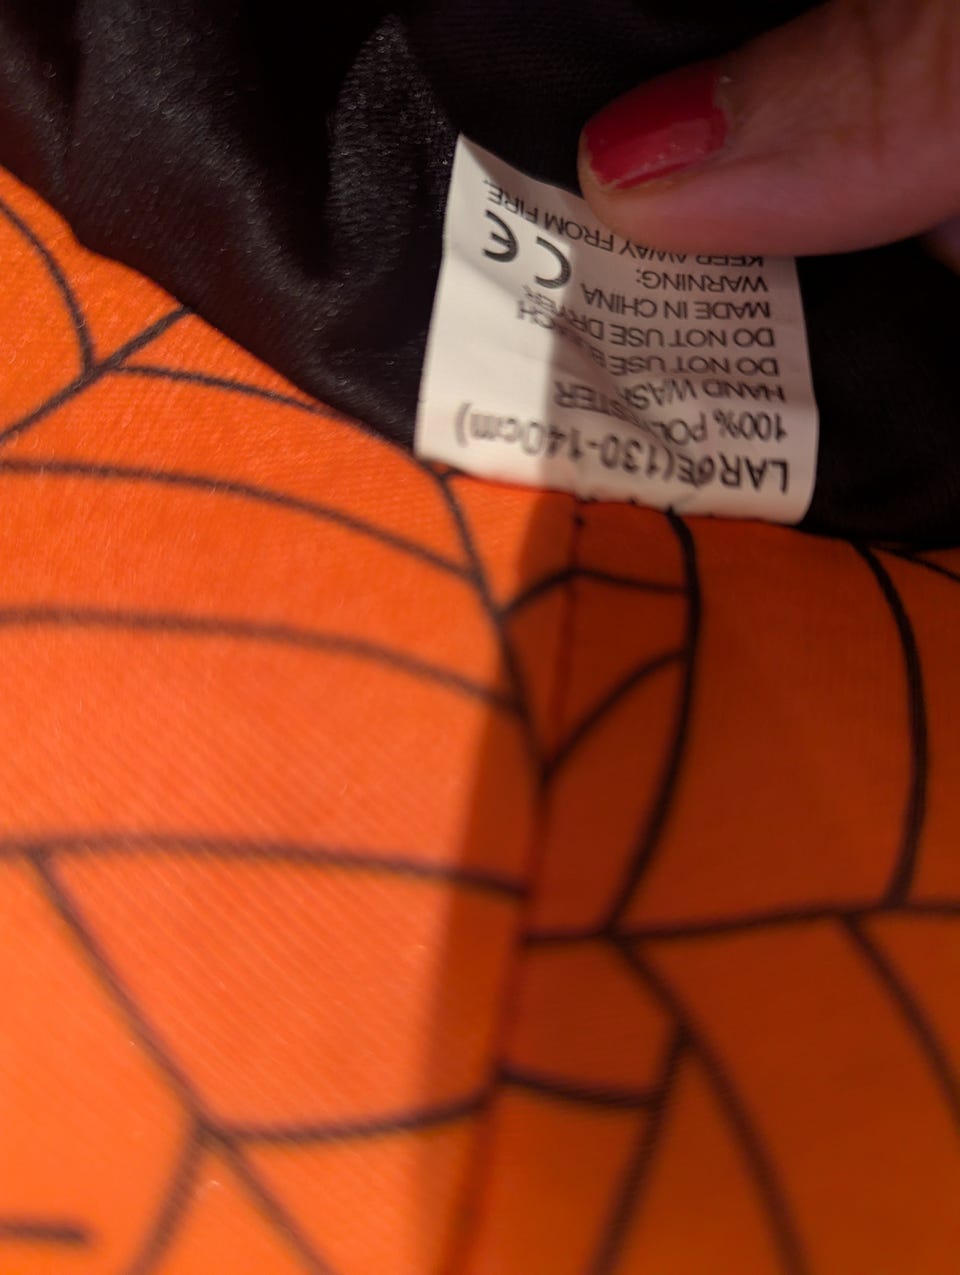 LARGE(130-140cm)
100% POLYESTER
HAND WASH
DO NOT USE BLEACH
DO NOT USE DRYER
MADE IN CHINA
WARNING:
KEEP AWAY FROM FIRE.
CE